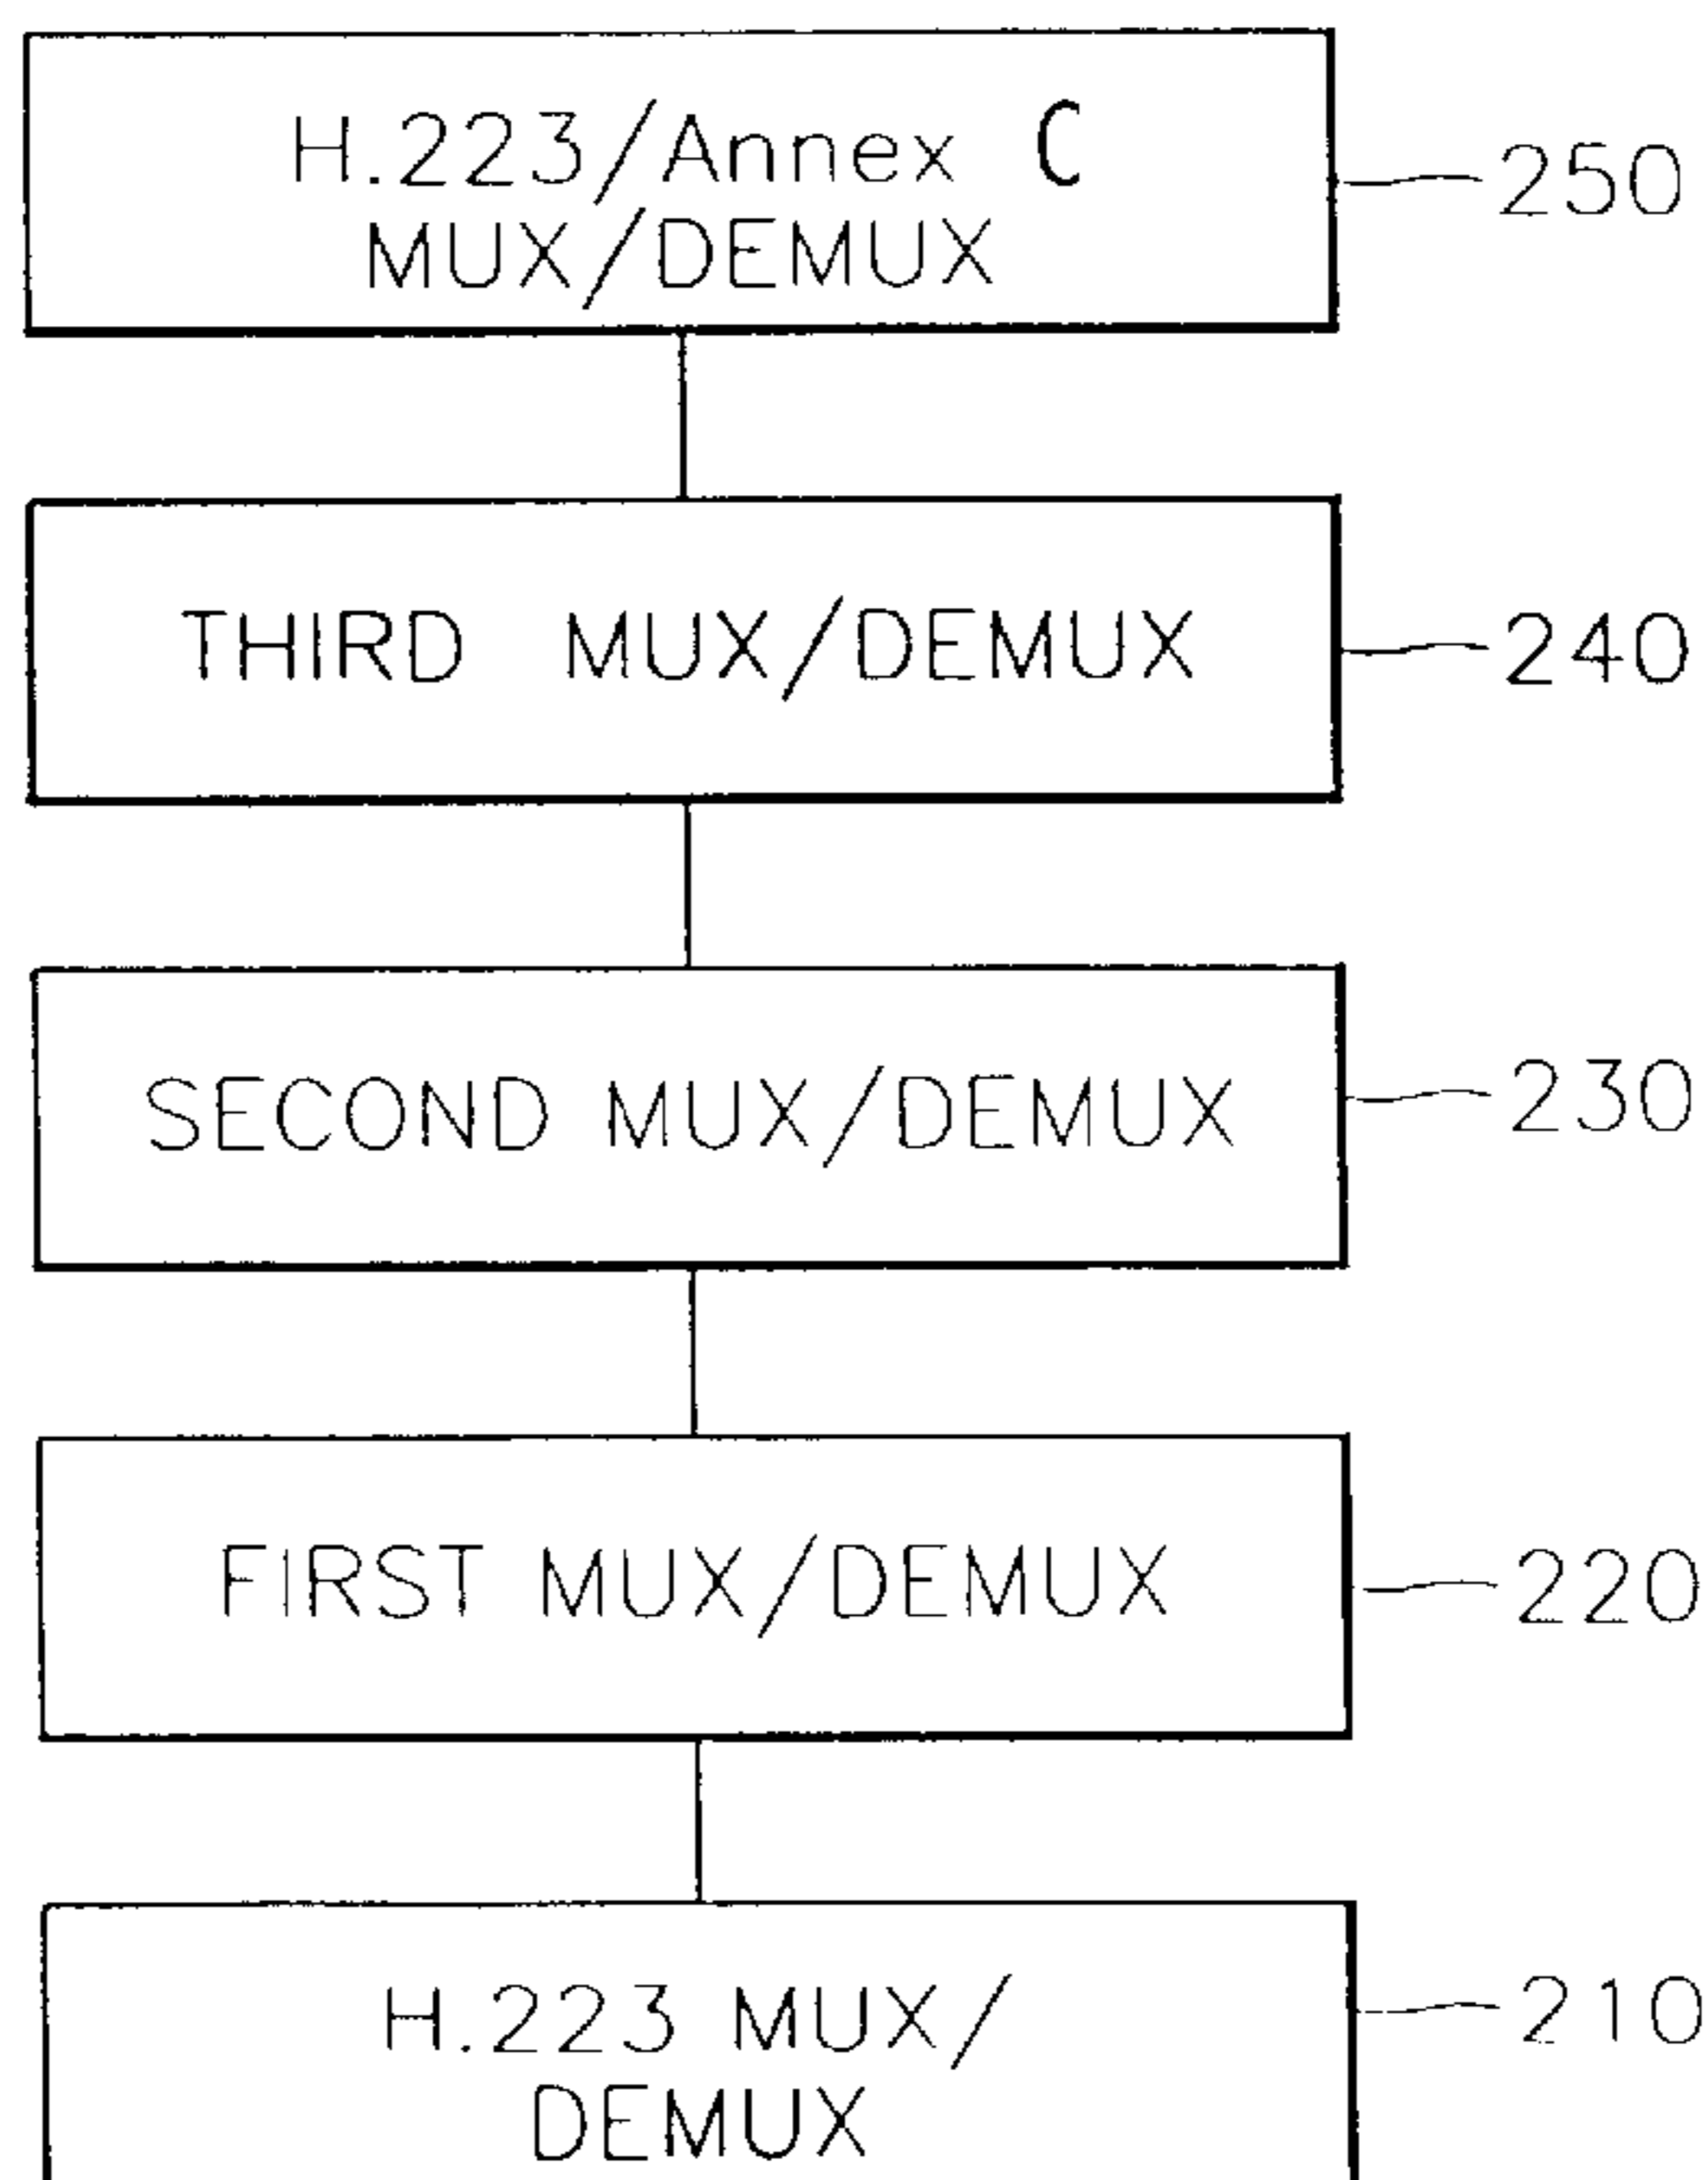 H.223/Annex C
MUX/DEMUX
250
THIRD MUX/DEMUX
240
SECOND MUX/DEMUX
230
FIRST MUX/DEMUX
220
H.223 MUX/
DEMUX
210